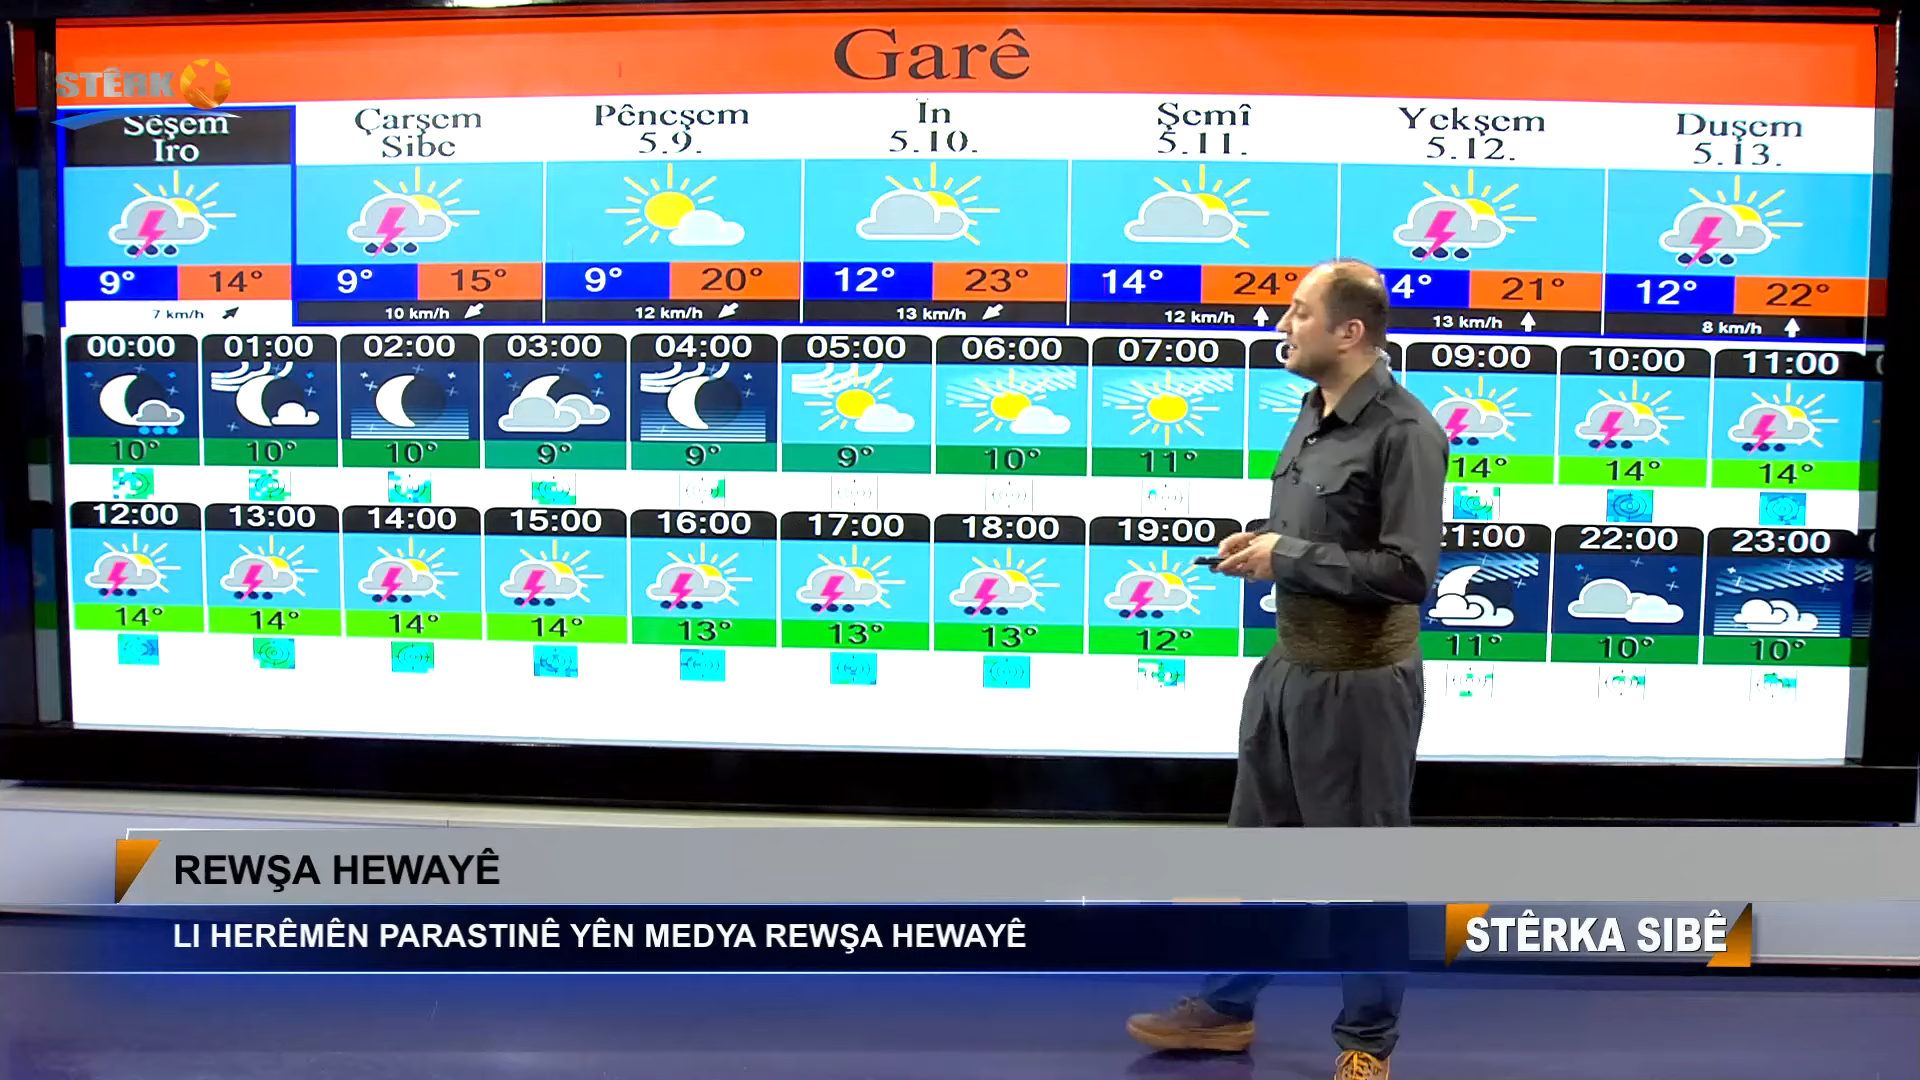 Garê
STÊRK
Sêşem
Îro
Çarşem
Sibe
Pêncşem
5.9.
În
5.10.
Şemî
5.11.
Yekşem
5.12.
Duşem
5.13.
9° 14° 9° 15° 9° 20° 12° 23° 14° 24° 4° 21° 12° 22°
7 km/h 10 km/h 12 km/h 13 km/h 12 km/h 13 km/h 8 km/h
00:00 01:00 02:00 03:00 04:00 05:00 06:00 07:00 09:00 10:00 11:00
10° 10° 10° 9° 9° 9° 10° 11° 14° 14° 14°
12:00 13:00 14:00 15:00 16:00 17:00 18:00 19:00 21:00 22:00 23:00
14° 14° 14° 14° 13° 13° 13° 12° 11° 10° 10°
REWŞA HEWAYÊ
LI HERÊMÊN PARASTINÊ YÊN MEDYA REWŞA HEWAYÊ
STÊRKA SIBÊ